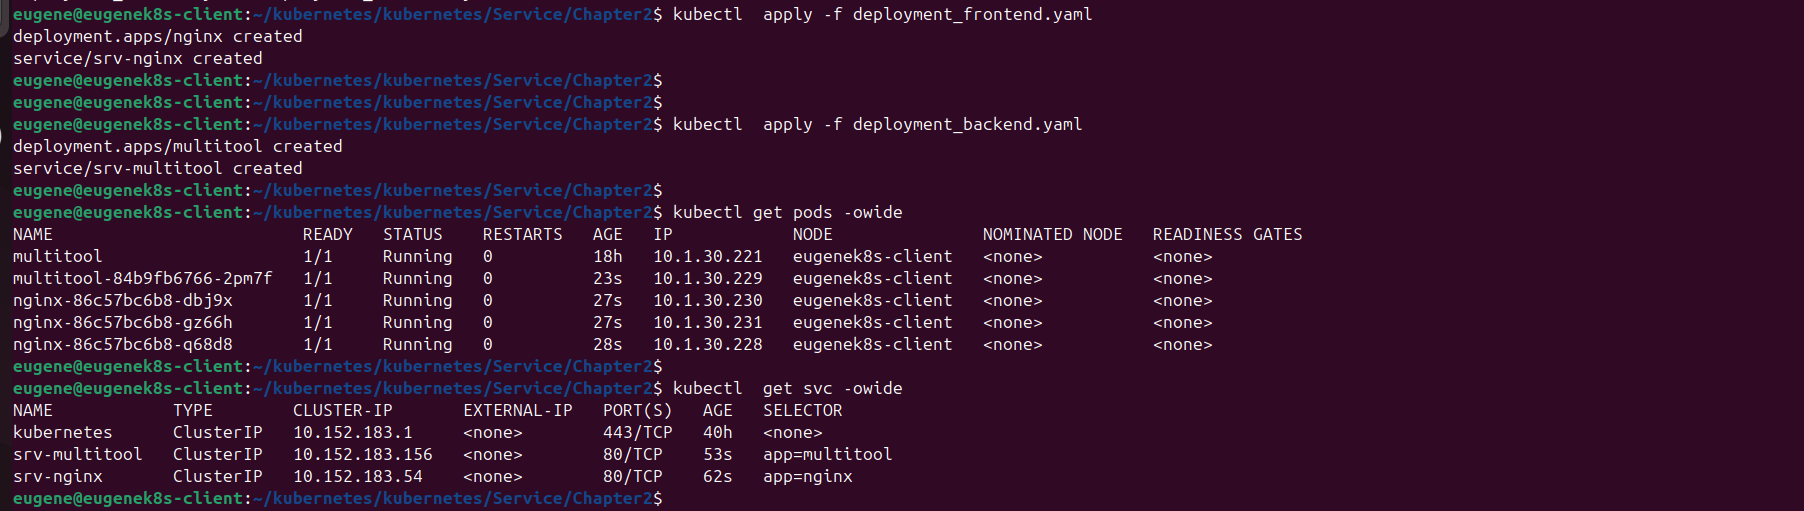 eugene@eugenek8s-client:~/kubernetes/kubernetes/Service/Chapter2$ kubectl  apply -f deployment_frontend.yaml
deployment.apps/nginx created
service/srv-nginx created
eugene@eugenek8s-client:~/kubernetes/kubernetes/Service/Chapter2$
eugene@eugenek8s-client:~/kubernetes/kubernetes/Service/Chapter2$
eugene@eugenek8s-client:~/kubernetes/kubernetes/Service/Chapter2$ kubectl  apply -f deployment_backend.yaml
deployment.apps/multitool created
service/srv-multitool created
eugene@eugenek8s-client:~/kubernetes/kubernetes/Service/Chapter2$
eugene@eugenek8s-client:~/kubernetes/kubernetes/Service/Chapter2$ kubectl get pods -owide
NAME                         READY   STATUS    RESTARTS   AGE   IP            NODE               NOMINATED NODE   READINESS GATES
multitool                    1/1     Running   0          18h   10.1.30.221   eugenek8s-client   <none>           <none>
multitool-84b9fb6766-2pm7f   1/1     Running   0          23s   10.1.30.229   eugenek8s-client   <none>           <none>
nginx-86c57bc6b8-dbj9x       1/1     Running   0          27s   10.1.30.230   eugenek8s-client   <none>           <none>
nginx-86c57bc6b8-gz66h       1/1     Running   0          27s   10.1.30.231   eugenek8s-client   <none>           <none>
nginx-86c57bc6b8-q68d8       1/1     Running   0          28s   10.1.30.228   eugenek8s-client   <none>           <none>
eugene@eugenek8s-client:~/kubernetes/kubernetes/Service/Chapter2$
eugene@eugenek8s-client:~/kubernetes/kubernetes/Service/Chapter2$ kubectl  get svc -owide
NAME            TYPE        CLUSTER-IP       EXTERNAL-IP   PORT(S)   AGE   SELECTOR
kubernetes      ClusterIP   10.152.183.1     <none>        443/TCP   40h   <none>
srv-multitool   ClusterIP   10.152.183.156   <none>        80/TCP    53s   app=multitool
srv-nginx       ClusterIP   10.152.183.54    <none>        80/TCP    62s   app=nginx
eugene@eugenek8s-client:~/kubernetes/kubernetes/Service/Chapter2$